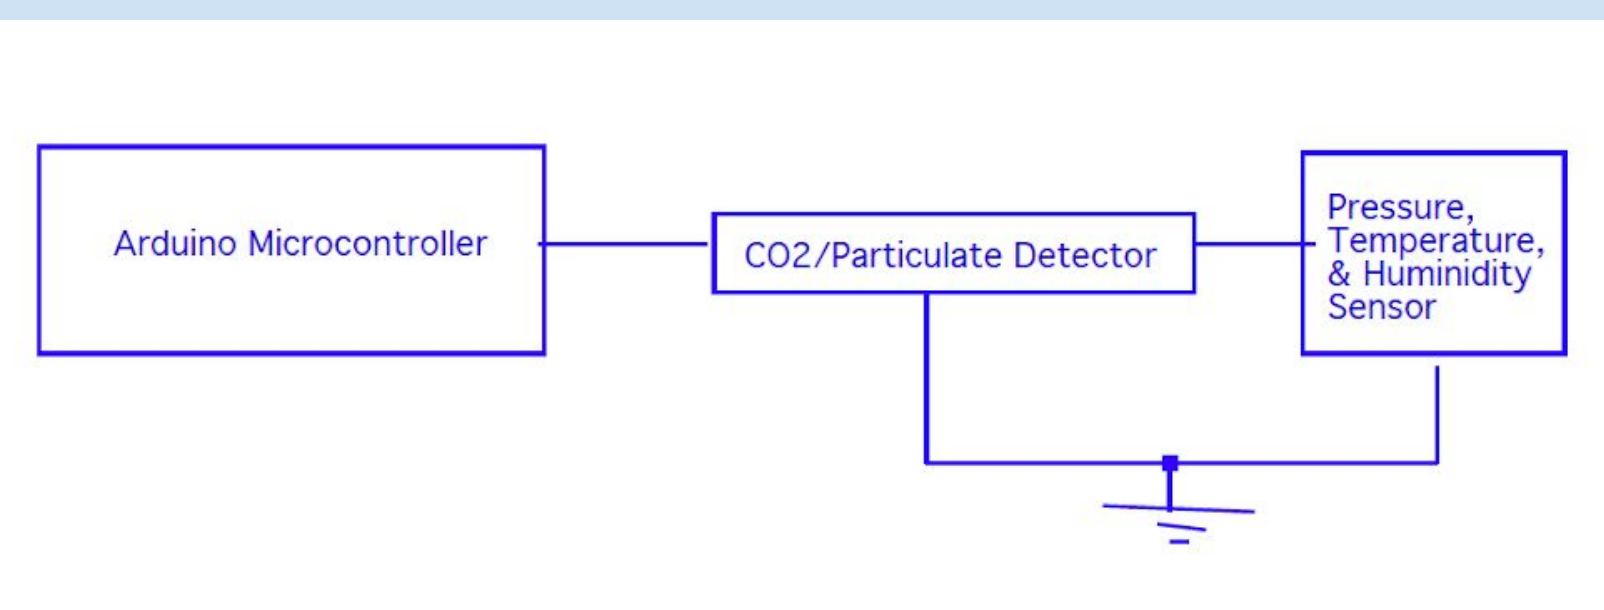 Arduino Microcontroller
CO2/Particulate Detector
Pressure,
Temperature,
& Huminidity
Sensor